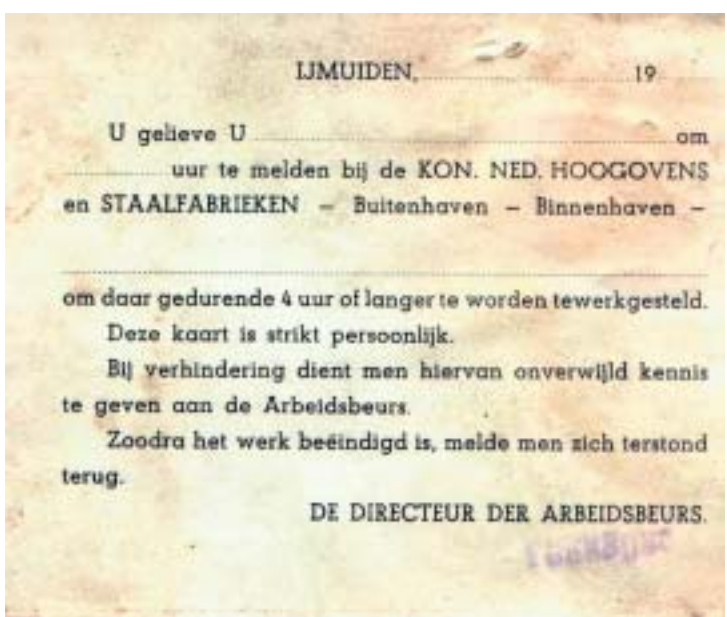 IJMUIDEN, 19
U gelieve U om
uur te melden bij de KON. NED. HOOGOVENS
en STAALFABRIEKEN – Buitenhaven – Binnenhaven –
om daar gedurende 4 uur of langer te worden tewerkgesteld.
Deze kaart is strikt persoonlijk.
Bij verhindering dient men hiervan onverwijld kennis
te geven aan de Arbeidsbeurs.
Zoodra het werk beëindigd is, melde men zich terstond
terug.
DE DIRECTEUR DER ARBEIDSBEURS.